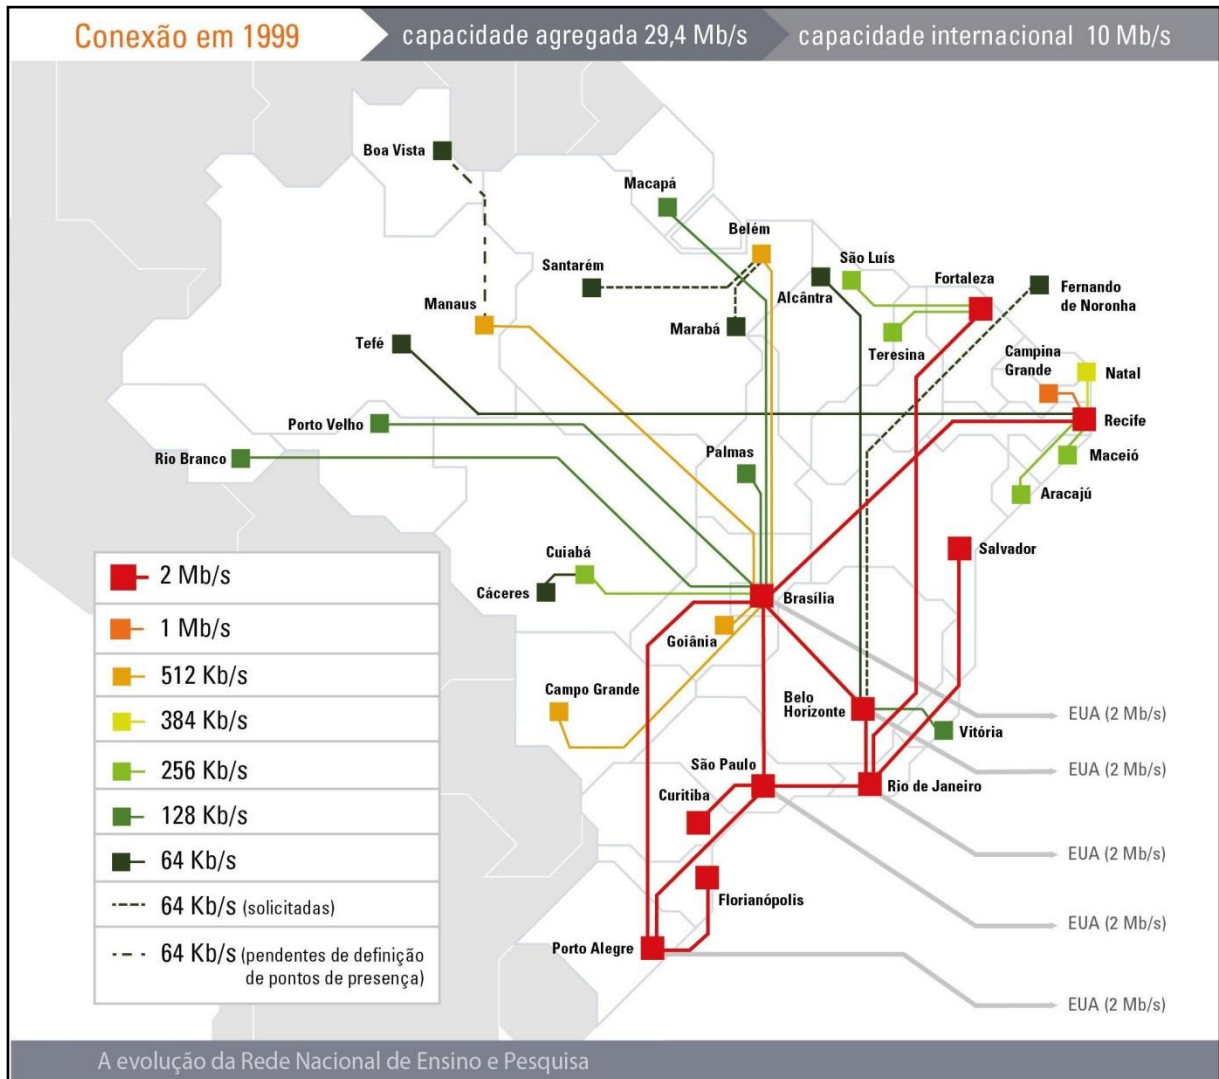 Conexão em 1999
capacidade agregada 29,4 Mb/s
capacidade internacional 10 Mb/s
Boa Vista
Macapá
Belém
São Luís
Fortaleza
Santarém
Alcântra
Fernando
de Noronha
Manaus
Marabá
Tefé
Teresina
Campina
Grande
Natal
Porto Velho
Recife
Rio Branco
Palmas
Maceió
Aracajú
Salvador
Cuiabá
Cáceres
Brasília
Goiânia
Campo Grande
Belo
Horizonte
Vitória
São Paulo
Curitiba
Rio de Janeiro
Florianópolis
Porto Alegre
EUA (2 Mb/s)
EUA (2 Mb/s)
EUA (2 Mb/s)
EUA (2 Mb/s)
EUA (2 Mb/s)
2 Mb/s
1 Mb/s
512 Kb/s
384 Kb/s
256 Kb/s
128 Kb/s
64 Kb/s
64 Kb/s (solicitadas)
64 Kb/s (pendentes de definição
de pontos de presença)
A evolução da Rede Nacional de Ensino e Pesquisa